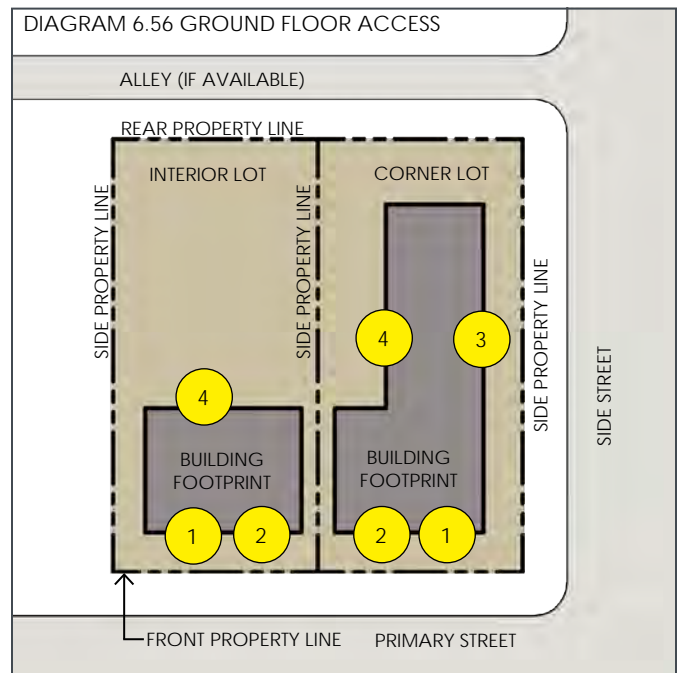 DIAGRAM 6.56 GROUND FLOOR ACCESS
ALLEY (IF AVAILABLE)
REAR PROPERTY LINE
INTERIOR LOT
CORNER LOT
SIDE PROPERTY LINE
SIDE PROPERTY LINE
SIDE PROPERTY LINE
SIDE STREET
4
3
4
BUILDING
FOOTPRINT
BUILDING
FOOTPRINT
1
2
2
1
FRONT PROPERTY LINE
PRIMARY STREET